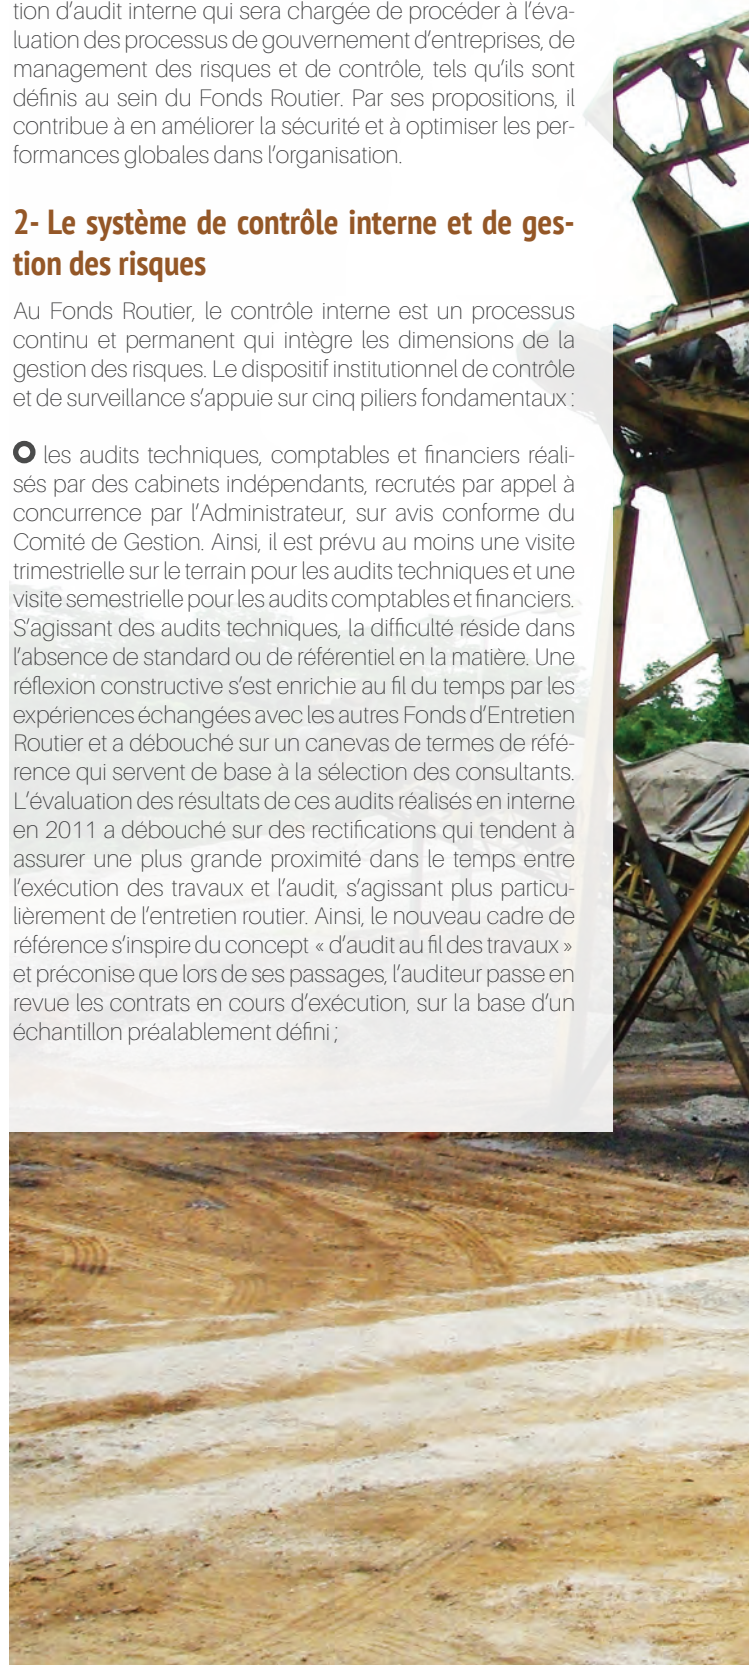 tion d’audit interne qui sera chargée de procéder à l’éva-
luation des processus de gouvernement d’entreprises, de
management des risques et de contrôle, tels qu’ils sont
définis au sein du Fonds Routier. Par ses propositions, il
contribue à en améliorer la sécurité et à optimiser les per-
formances globales dans l’organisation.
2- Le système de contrôle interne et de ges-
tion des risques
Au Fonds Routier, le contrôle interne est un processus
continu et permanent qui intègre les dimensions de la
gestion des risques. Le dispositif institutionnel de contrôle
et de surveillance s’appuie sur cinq piliers fondamentaux :
les audits techniques, comptables et financiers réali-
sés par des cabinets indépendants, recrutés par appel à
concurrence par l’Administrateur, sur avis conforme du
Comité de Gestion. Ainsi, il est prévu au moins une visite
trimestrielle sur le terrain pour les audits techniques et une
visite semestrielle pour les audits comptables et financiers.
S’agissant des audits techniques, la difficulté réside dans
l’absence de standard ou de référentiel en la matière. Une
réflexion constructive s’est enrichie au fil du temps par les
expériences échangées avec les autres Fonds d’Entretien
Routier et a débouché sur un canevas de termes de réfé-
rence qui servent de base à la sélection des consultants.
L’évaluation des résultats de ces audits réalisés en interne
en 2011 a débouché sur des rectifications qui tendent à
assurer une plus grande proximité dans le temps entre
l’exécution des travaux et l’audit, s’agissant plus particu-
lièrement de l’entretien routier. Ainsi, le nouveau cadre de
référence s’inspire du concept « d’audit au fil des travaux »
et préconise que lors de ses passages, l’auditeur passe en
revue les contrats en cours d’exécution, sur la base d’un
échantillon préalablement défini ;